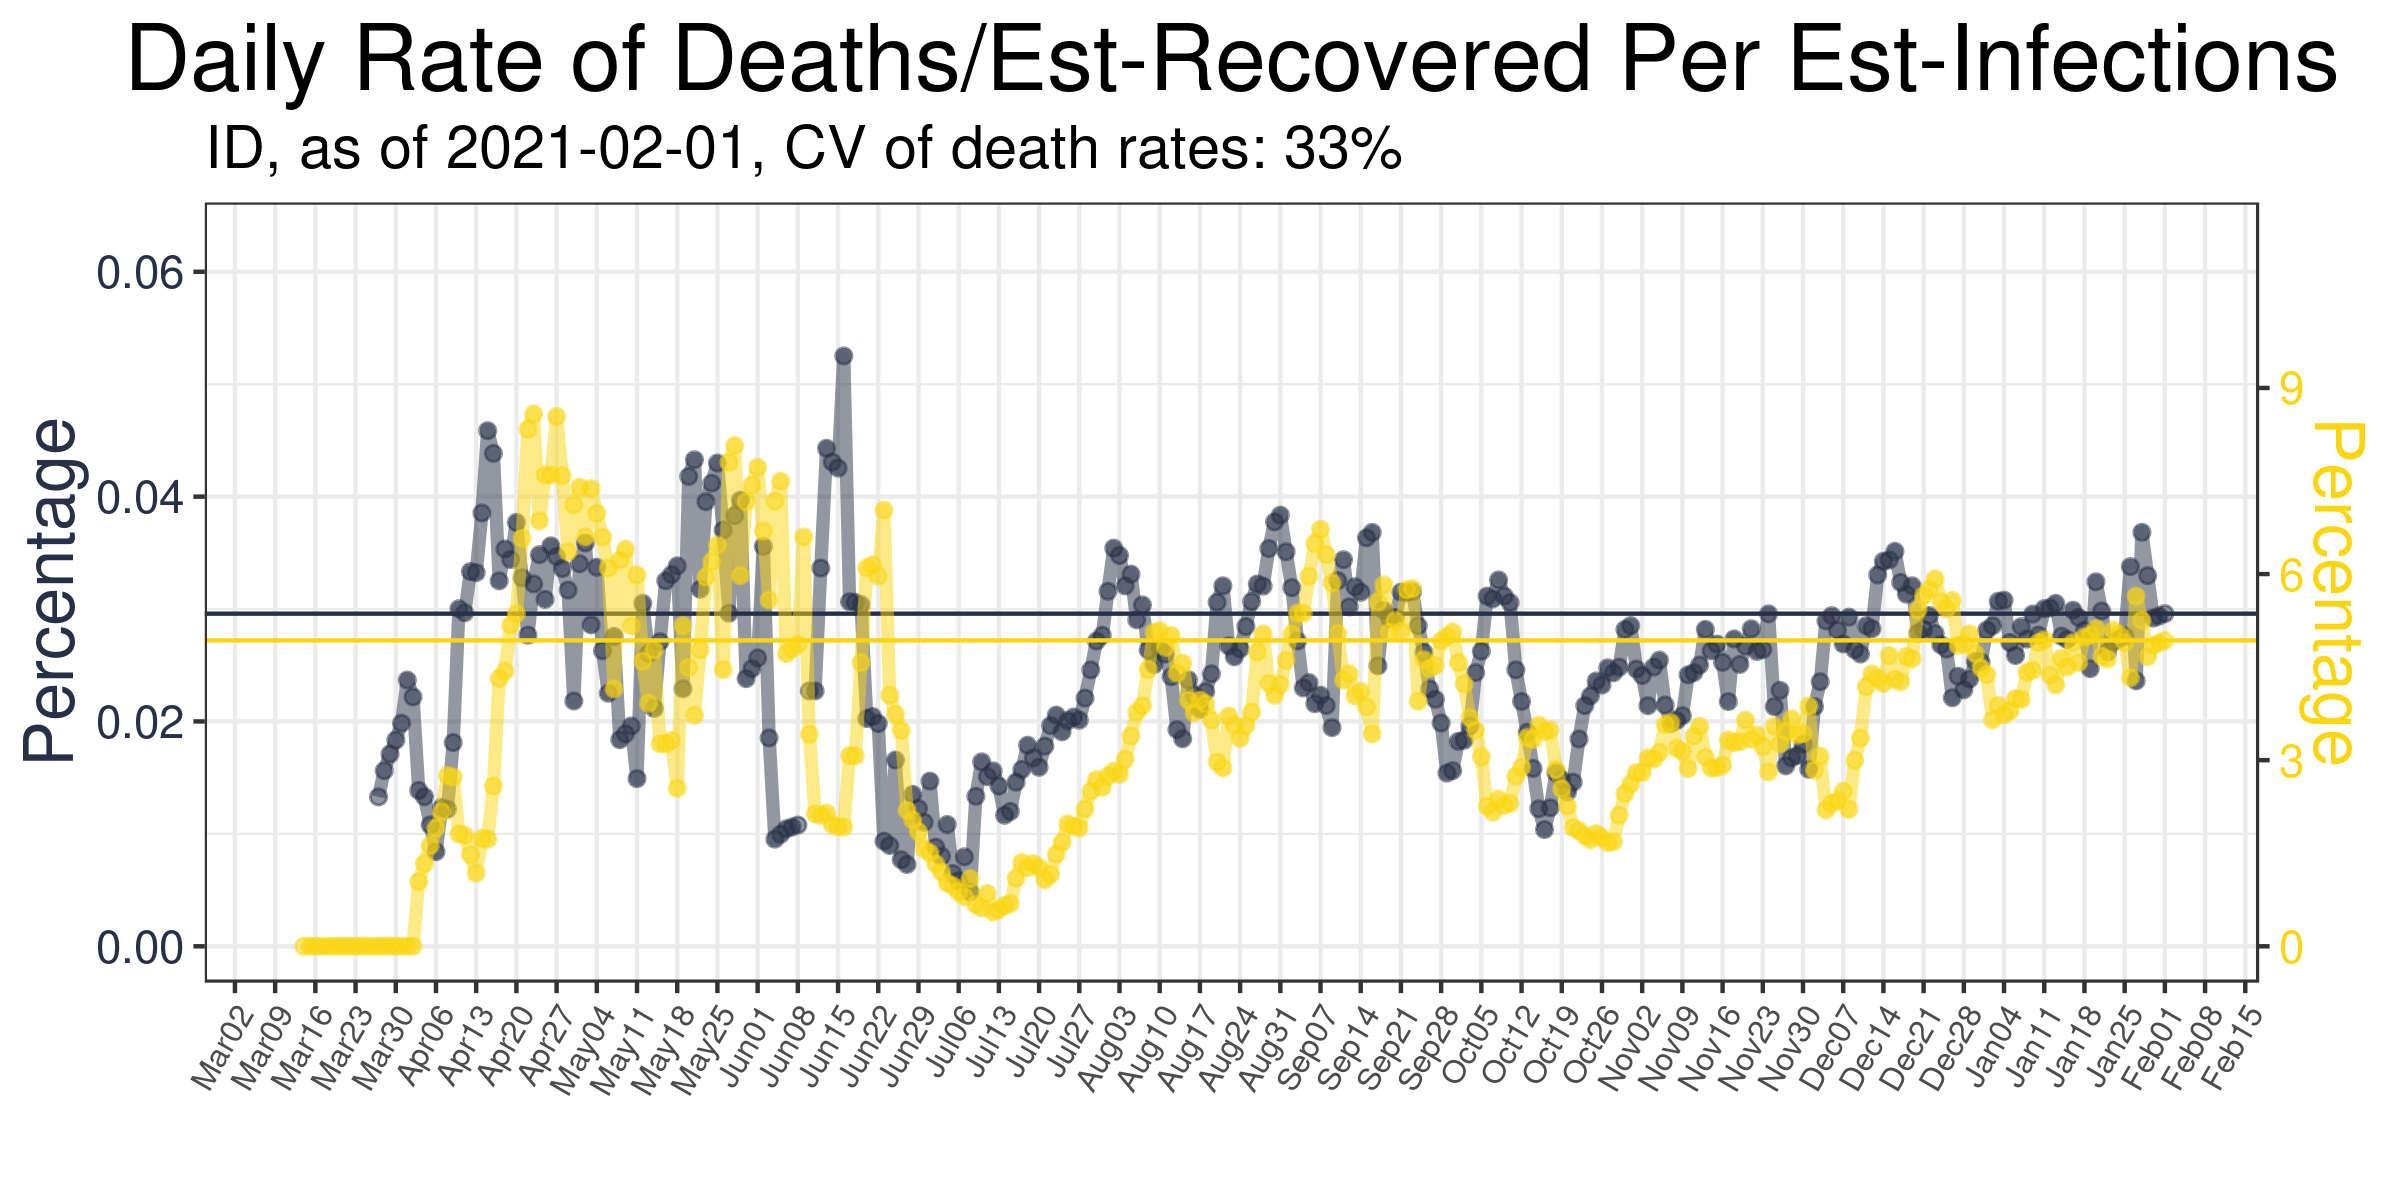 Daily Rate of Deaths/Est-Recovered Per Est-Infections
ID, as of 2021-02-01, CV of death rates: 33%
Percentage
0.06
0.04
0.02
0.00
9
6
3
0
Percentage
Mar02
Mar09
Mar16
Mar23
Mar30
Apr06
Apr13
Apr20
Apr27
May04
May11
May18
May25
Jun01
Jun08
Jun15
Jun22
Jun29
Jul06
Jul13
Jul20
Jul27
Aug03
Aug10
Aug17
Aug24
Aug31
Sep07
Sep14
Sep21
Sep28
Oct05
Oct12
Oct19
Oct26
Nov02
Nov09
Nov16
Nov23
Nov30
Dec07
Dec14
Dec21
Dec28
Jan04
Jan11
Jan18
Jan25
Feb01
Feb08
Feb15